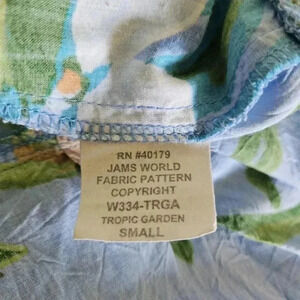 RN #40179
JAMS WORLD
FABRIC PATTERN
COPYRIGHT
W334-TRGA
TROPIC GARDEN
SMALL